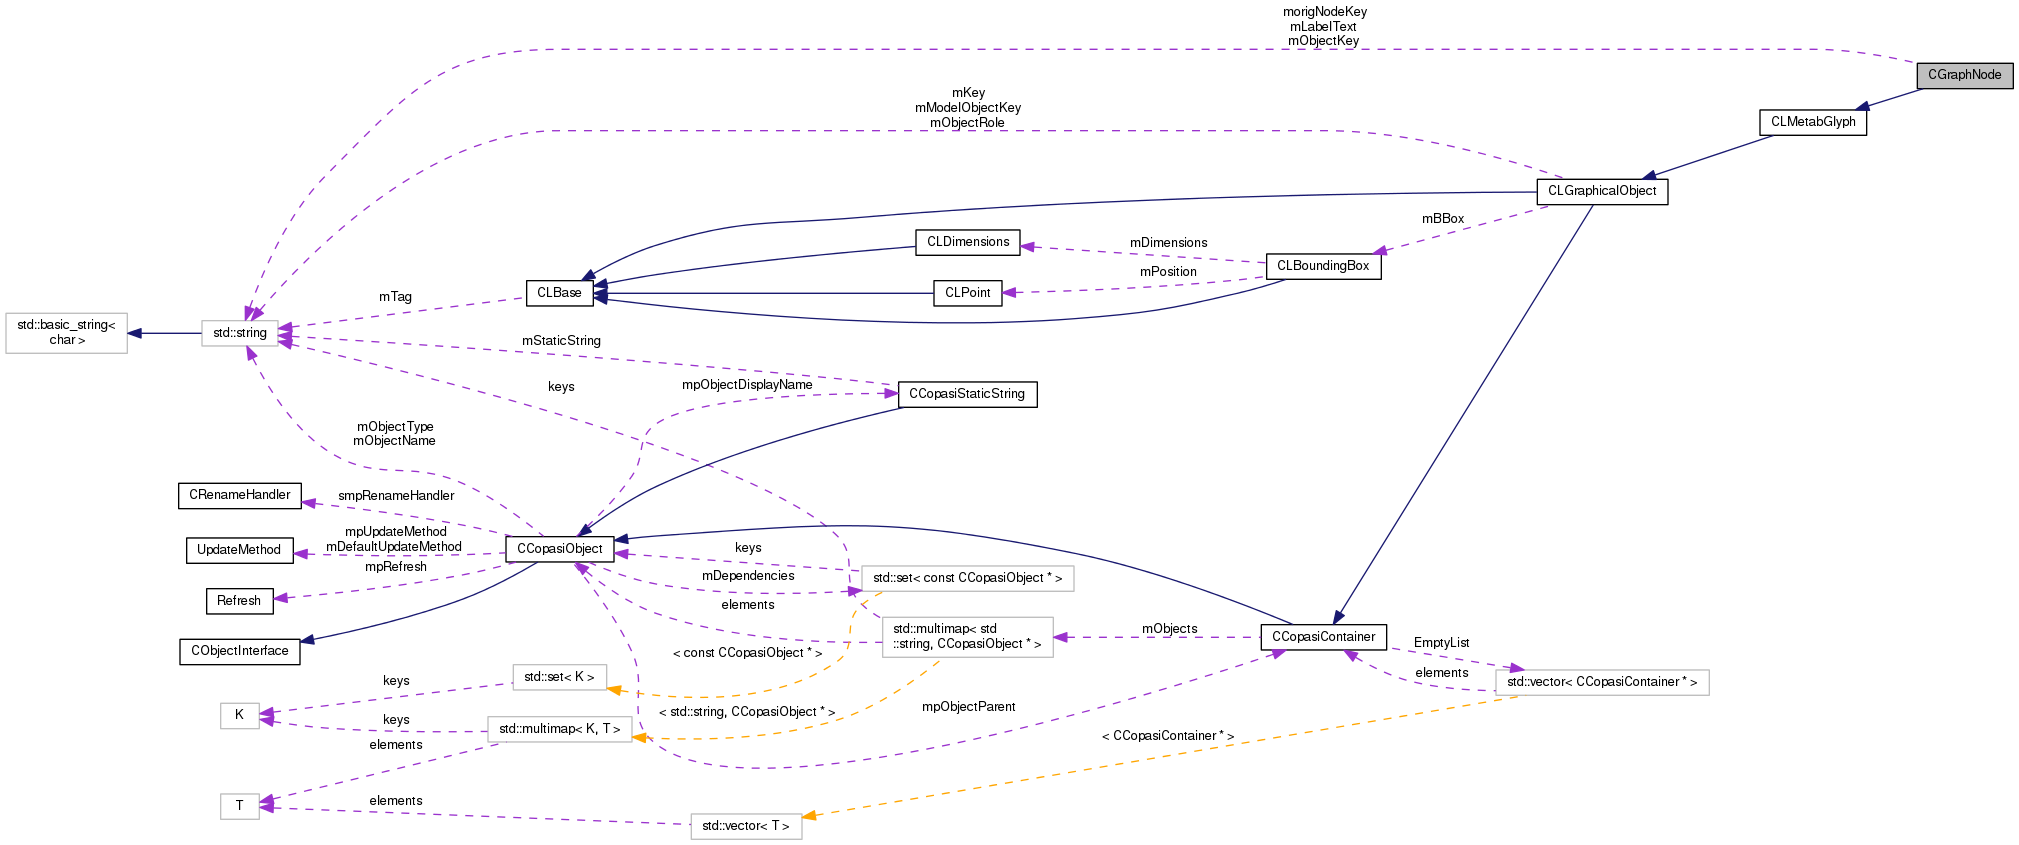 morigNodeKey
mLabelText
mObjectKey
CGraphNode
mKey
mModelObjectKey
mObjectRole
CLMetabGlyph
CLGraphicalObject
mBBox
CLDimensions
mDimensions
CLBoundingBox
mPosition
CLBase
CLPoint
mTag
std::basic_string<
char >
std::string
mStaticString
keys
mpObjectDisplayName
CCopasiStaticString
mObjectType
mObjectName
CRenameHandler
smpRenameHandler
mpUpdateMethod
mDefaultUpdateMethod
UpdateMethod
CCopasiObject
keys
mpRefresh
mDependencies
std::set< const CCopasiObject * >
Refresh
elements
std::multimap< std
::string, CCopasiObject * >
mObjects
CCopasiContainer
EmptyList
CObjectInterface
< const CCopasiObject * >
elements
std::vector< CCopasiContainer * >
std::set< K >
keys
K
keys
< std::string, CCopasiObject * >
mpObjectParent
std::multimap< K, T >
elements
< CCopasiContainer * >
T
elements
std::vector< T >